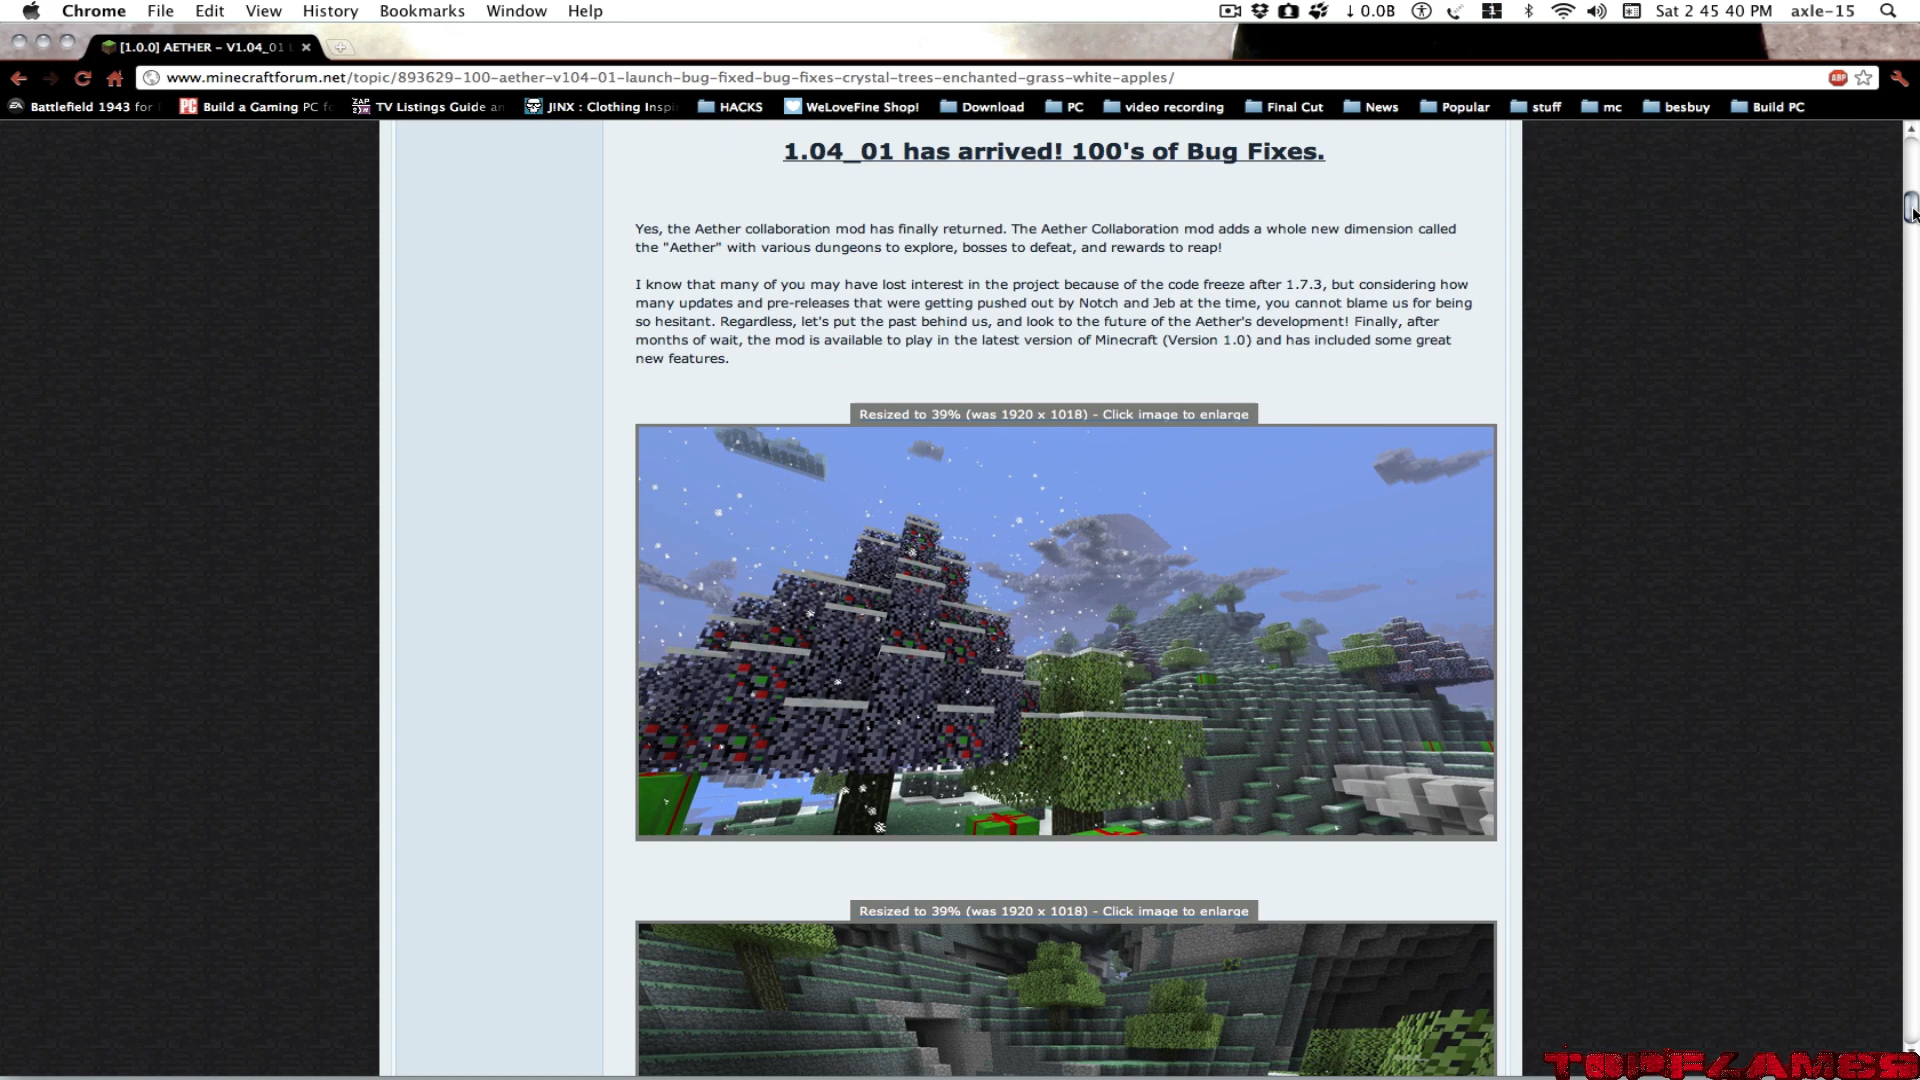 Chrome File Edit View History Bookmarks Window Help 0.0B 1 Sat 2 45 40 PM axle-15
[1.0.0] AETHER – V1.04_01
www.minecraftforum.net/topic/893629-100-aether-v104-01-launch-bug-fixed-bug-fixes-crystal-trees-enchanted-grass-white-apples/ ABP
EA Battlefield 1943 for PC Build a Gaming PC fo ZAP2IT TV Listings Guide an J!NX : Clothing Inspi HACKS WeLoveFine Shop! Download PC video recording Final Cut News Popular stuff mc besbuy Build PC
1.04_01 has arrived! 100's of Bug Fixes.
Yes, the Aether collaboration mod has finally returned. The Aether Collaboration mod adds a whole new dimension called
the "Aether" with various dungeons to explore, bosses to defeat, and rewards to reap!
I know that many of you may have lost interest in the project because of the code freeze after 1.7.3, but considering how
many updates and pre-releases that were getting pushed out by Notch and Jeb at the time, you cannot blame us for being
so hesitant. Regardless, let's put the past behind us, and look to the future of the Aether's development! Finally, after
months of wait, the mod is available to play in the latest version of Minecraft (Version 1.0) and has included some great
new features.
Resized to 39% (was 1920 x 1018) - Click image to enlarge
Resized to 39% (was 1920 x 1018) - Click image to enlarge